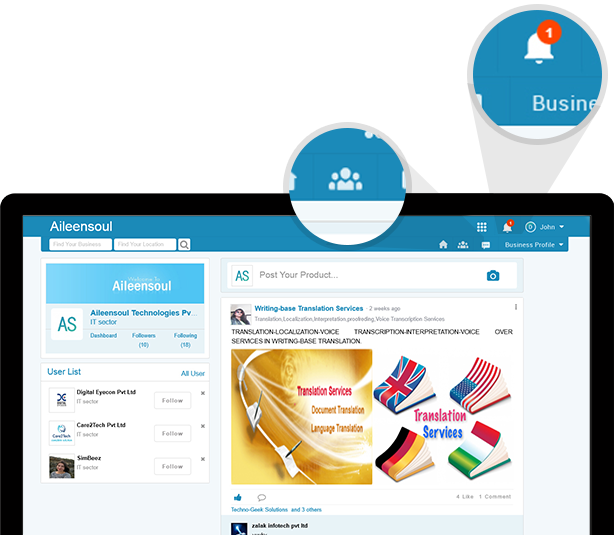 1
Busine
Aileensoul
John
Find Your Business
Find Your Location
Business Profile
Welcome To
Aileensoul
AS
Aileensoul Technologies Pv...
IT sector
Dashboard Followers Following
(10) (18)
AS Post Your Product...
Writing-base Translation Services - 2 weeks ago
Translation,Localization,Interpretation,proofreding,Voice Transcription Services
TRANSLATION-LOCALIZATION-VOICE TRANSCRIPTION-INTERPRETATION-VOICE OVER
SERVICES IN WRITING-BASE TRANSLATION.
Translation Services
Document Translation
Language Translation
Translation
Services
User List All User
Digital Eyecon Pvt Ltd
IT sector
Follow
Care2Tech Pvt Ltd
IT sector
Care2Tech
Follow
SimBeez
IT sector
Follow
4 Like 1 Comment
Techno-Geek Solutions and 3 others
zalak infotech pvt ltd